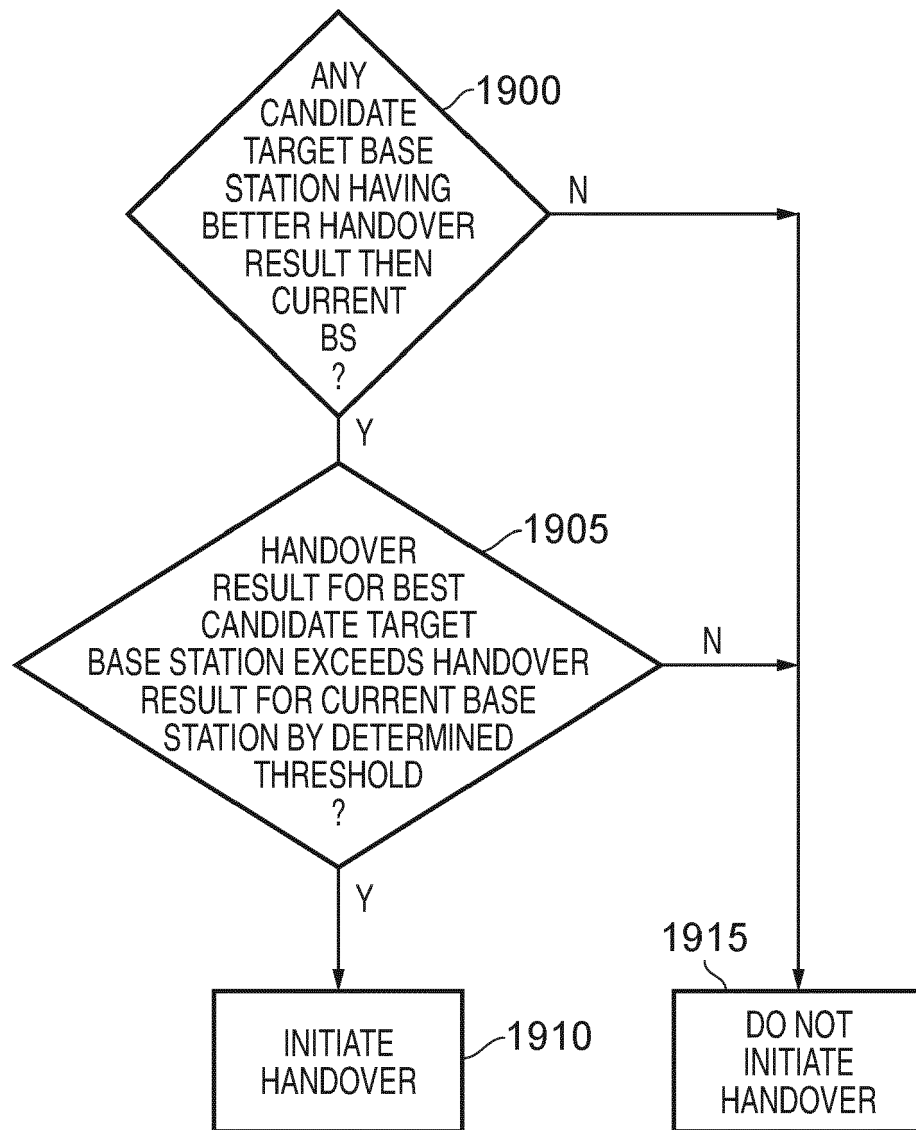 ANY
CANDIDATE
TARGET BASE
STATION HAVING
BETTER HANDOVER
RESULT THEN
CURRENT
BS
?
1900
N
Y
HANDOVER
RESULT FOR BEST
CANDIDATE TARGET
BASE STATION EXCEEDS HANDOVER
RESULT FOR CURRENT BASE
STATION BY DETERMINED
THRESHOLD
?
1905
N
Y
INITIATE
HANDOVER
1910
1915
DO NOT
INITIATE
HANDOVER